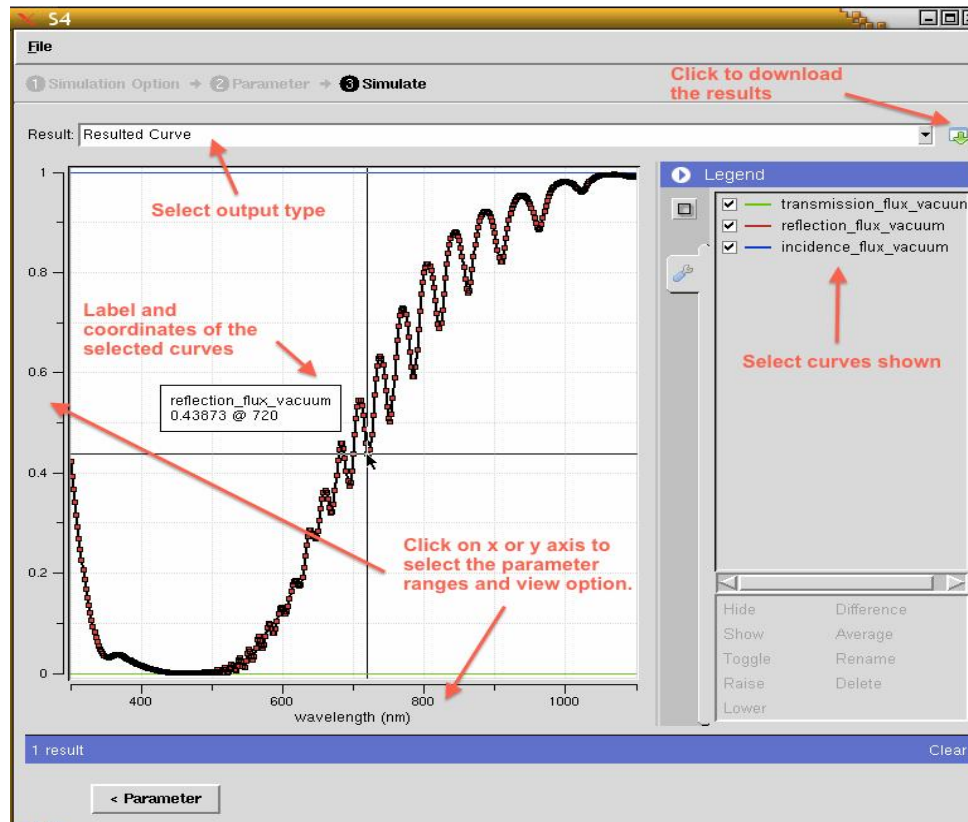 S4
File
1 Simulation Option → 2 Parameter → 3 Simulate
Click to download
the results
Result: Resulted Curve
Select output type
Label and
coordinates of the
selected curves
reflection_flux_vacuum
0.43873 @ 720
Click on x or y axis to
select the parameter
ranges and view option.
1
0.8
0.6
0.4
0.2
0
400 600 800 1000
wavelength (nm)
Legend
transmission_flux_vacuum
reflection_flux_vacuum
incidence_flux_vacuum
Select curves shown
Hide Difference
Show Average
Toggle Rename
Raise Delete
Lower
1 result Clear
< Parameter